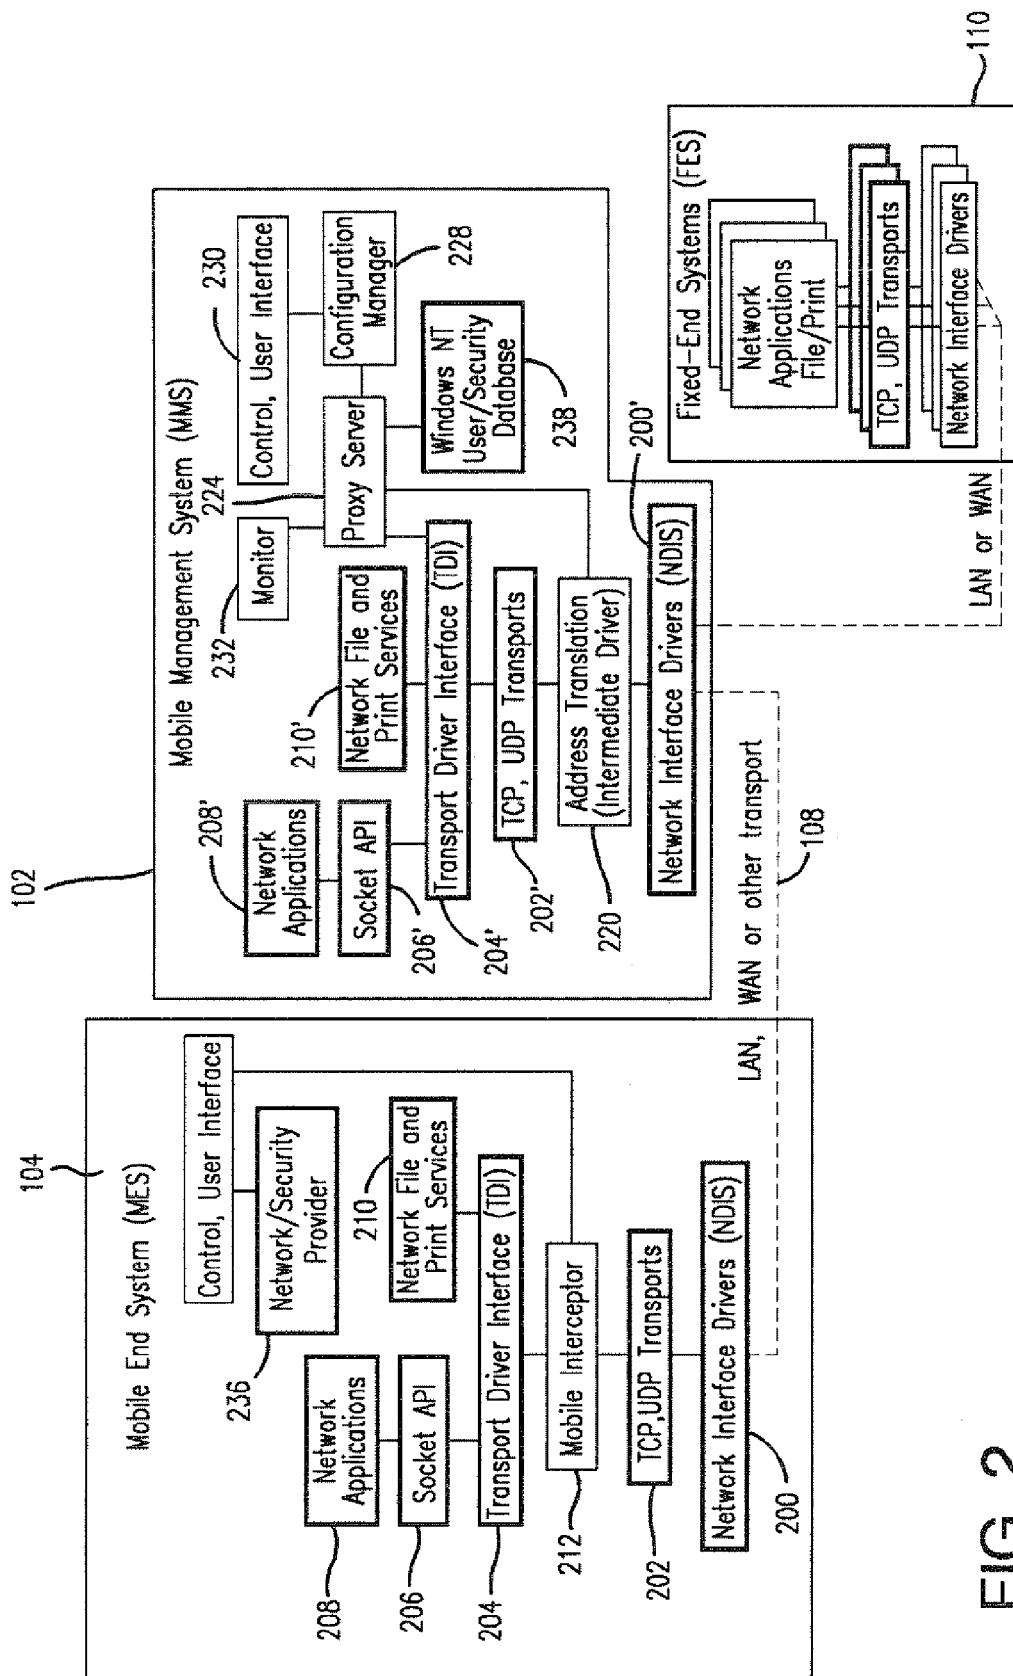 104
Mobile End System (MES)
Control, User Interface
Network/Security
Provider
236
Network
Applications
208
Socket API
206
210
Network File and
Print Services
Transport Driver Interface (TDI)
204
Mobile Interceptor
212
TCP,UDP Transports
202
Network Interface Drivers (NDIS)
200
LAN,
WAN or other transport
108
102
Mobile Management System (MMS)
230
Control, User Interface
232
Monitor
224
Proxy Server
Configuration
Manager
228
Windows NT
User/Security
Database
238
208'
Network
Applications
Socket API
206'
210'
Network File and
Print Services
Transport Driver Interface (TDI)
204'
TCP, UDP Transports
202'
Address Translation
(Intermediate Driver)
220
Network Interface Drivers (NDIS)
200'
LAN or WAN
Fixed-End Systems (FES)
110
Network
Applications
File/Print
TCP, UDP Transports
Network Interface Drivers
FIG. 2